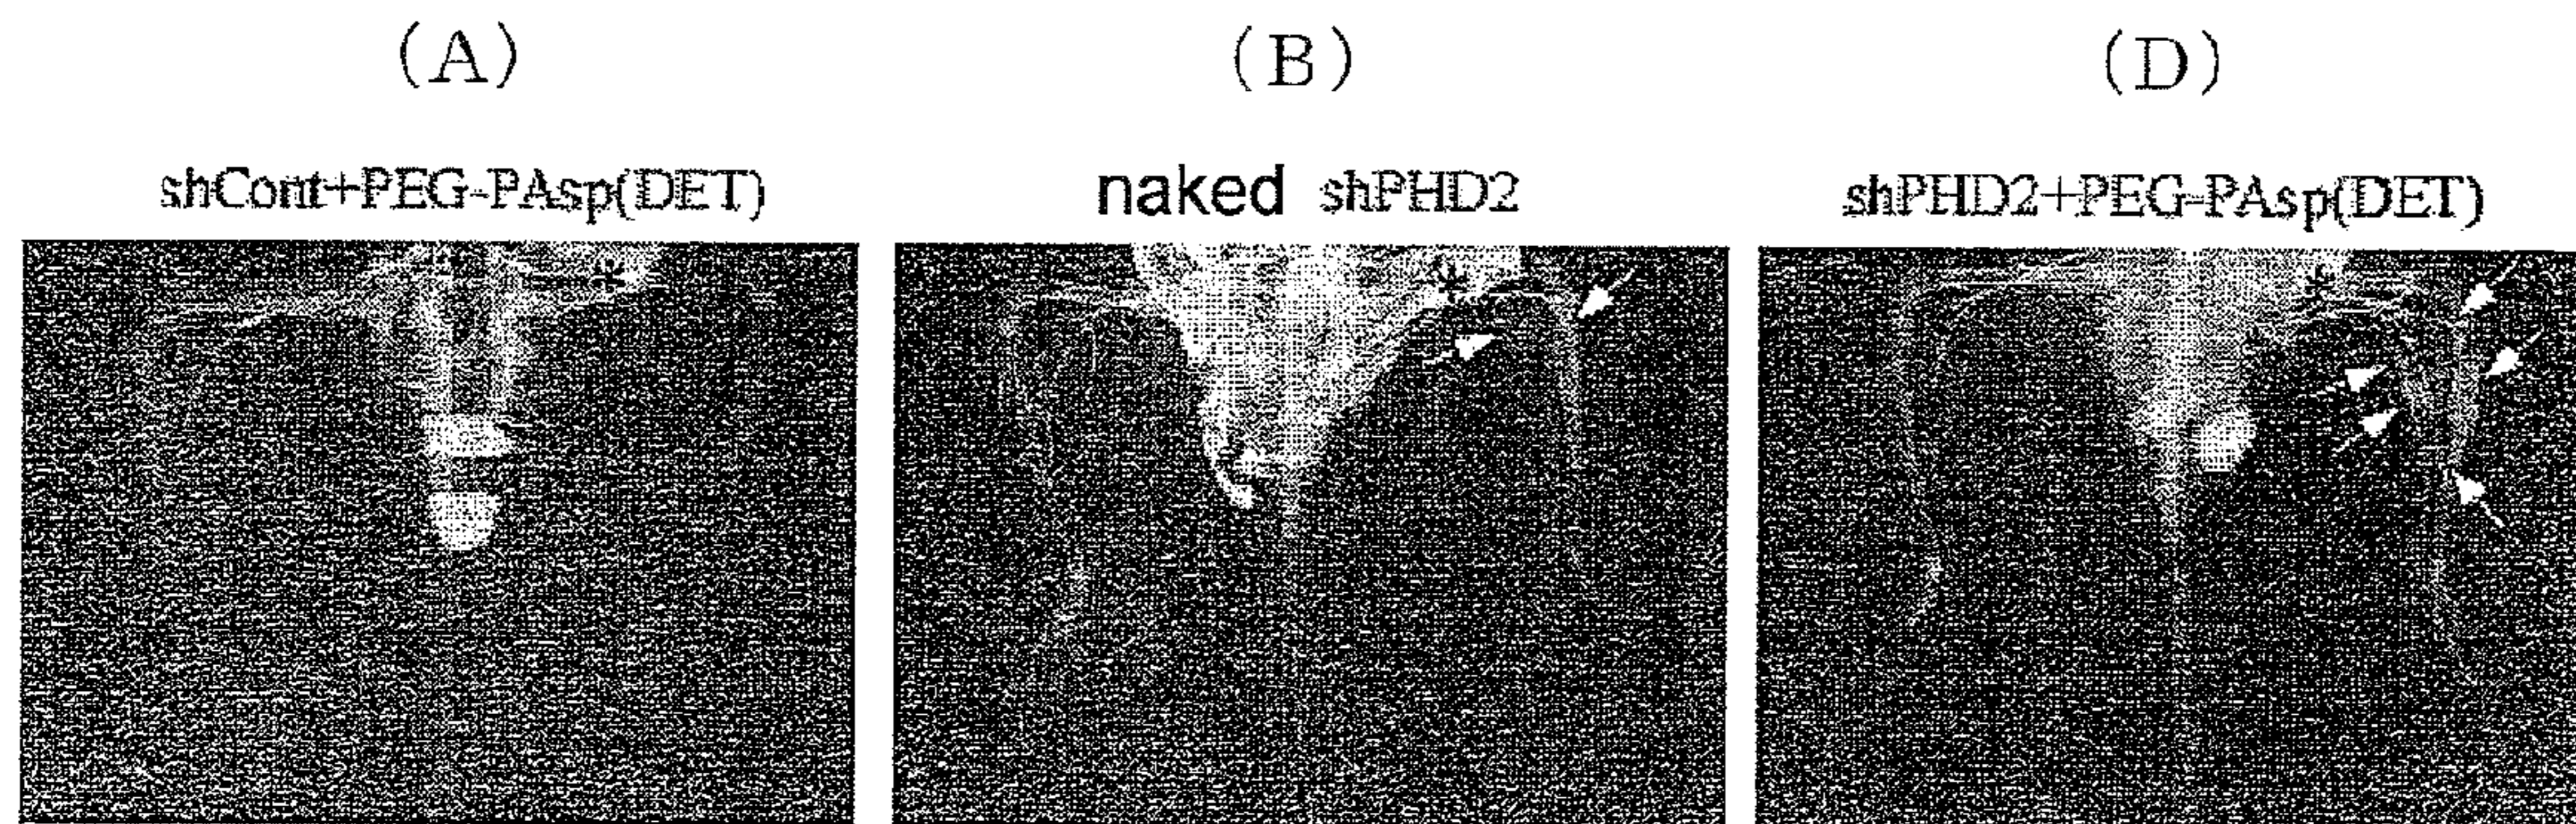 (A) (B) (D)
shCont+PEG-PAsp(DET) naked shPHD2 shPHD2+PEG-PAsp(DET)
* * *